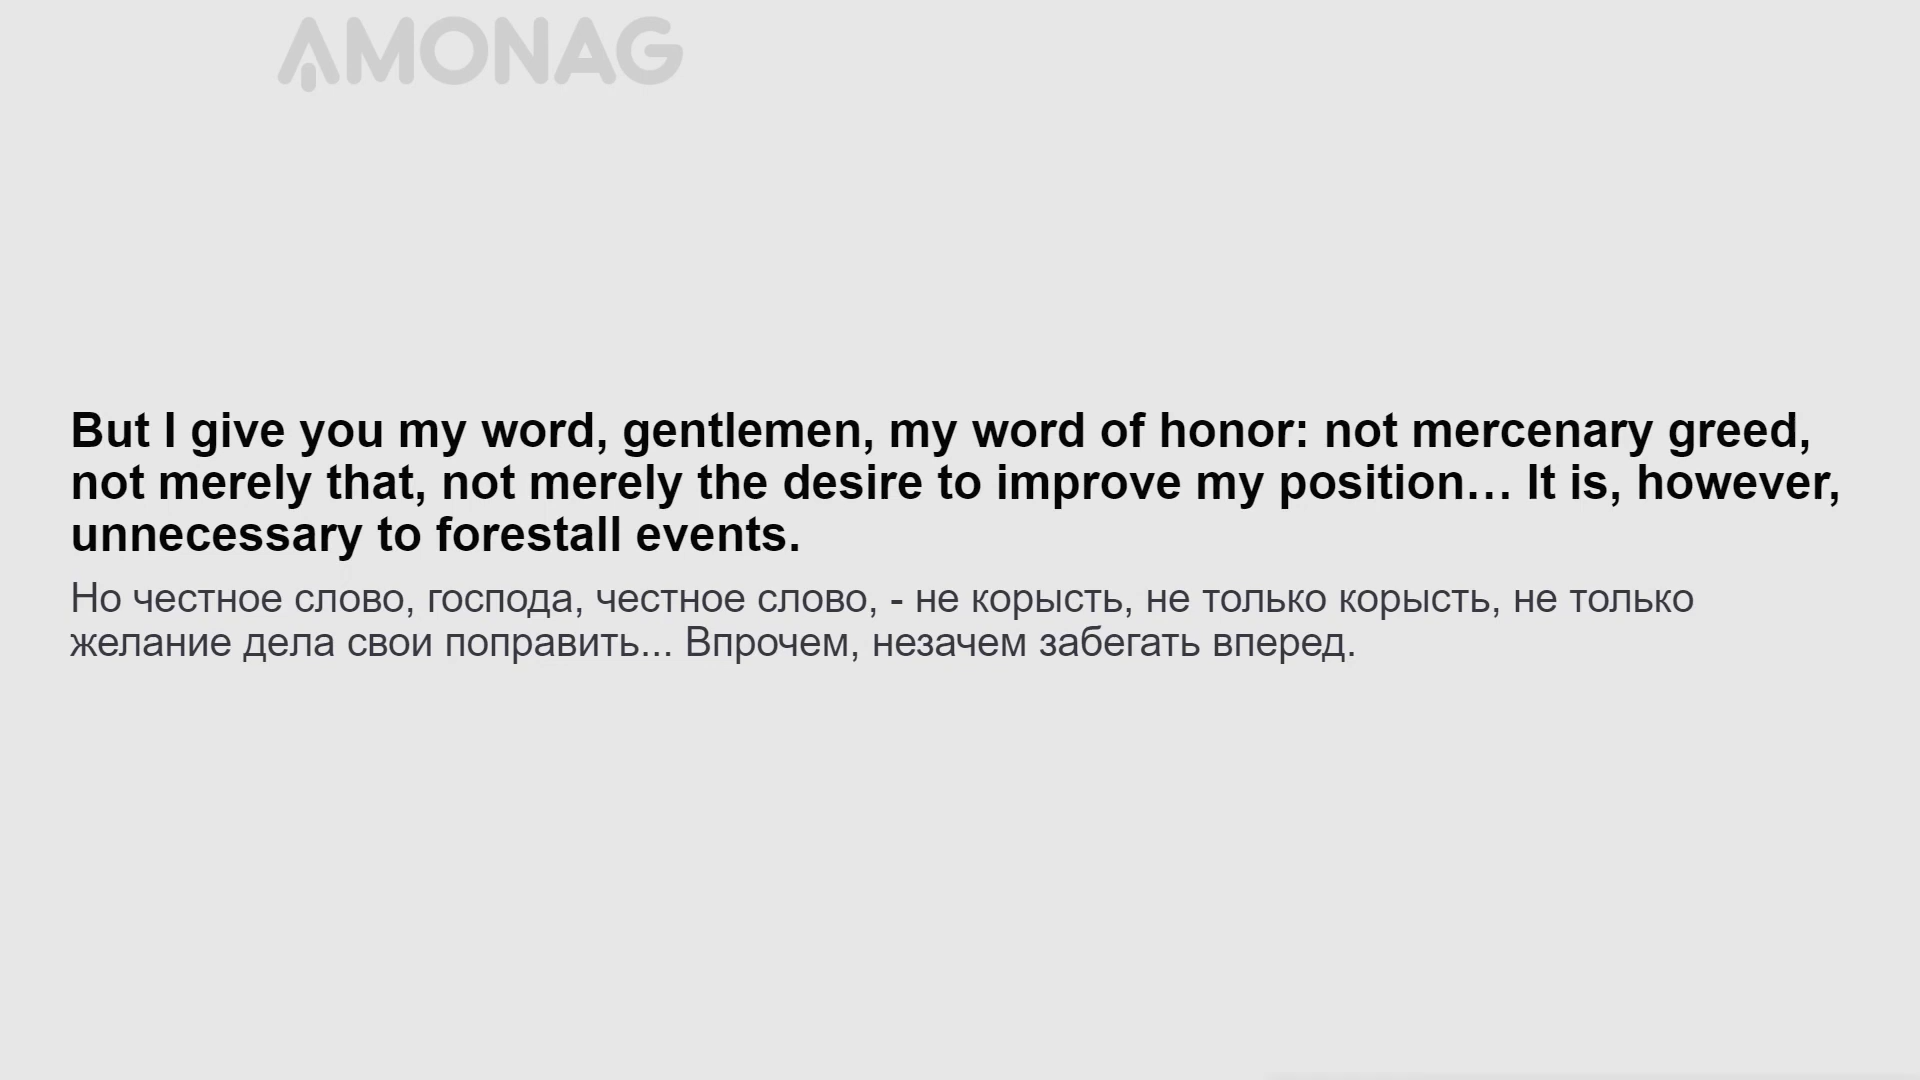 AMONAG
But I give you my word, gentlemen, my word of honor: not mercenary greed,
not merely that, not merely the desire to improve my position… It is, however,
unnecessary to forestall events.
Но честное слово, господа, честное слово, - не корысть, не только корысть, не только
желание дела свои поправить... Впрочем, незачем забегать вперед.